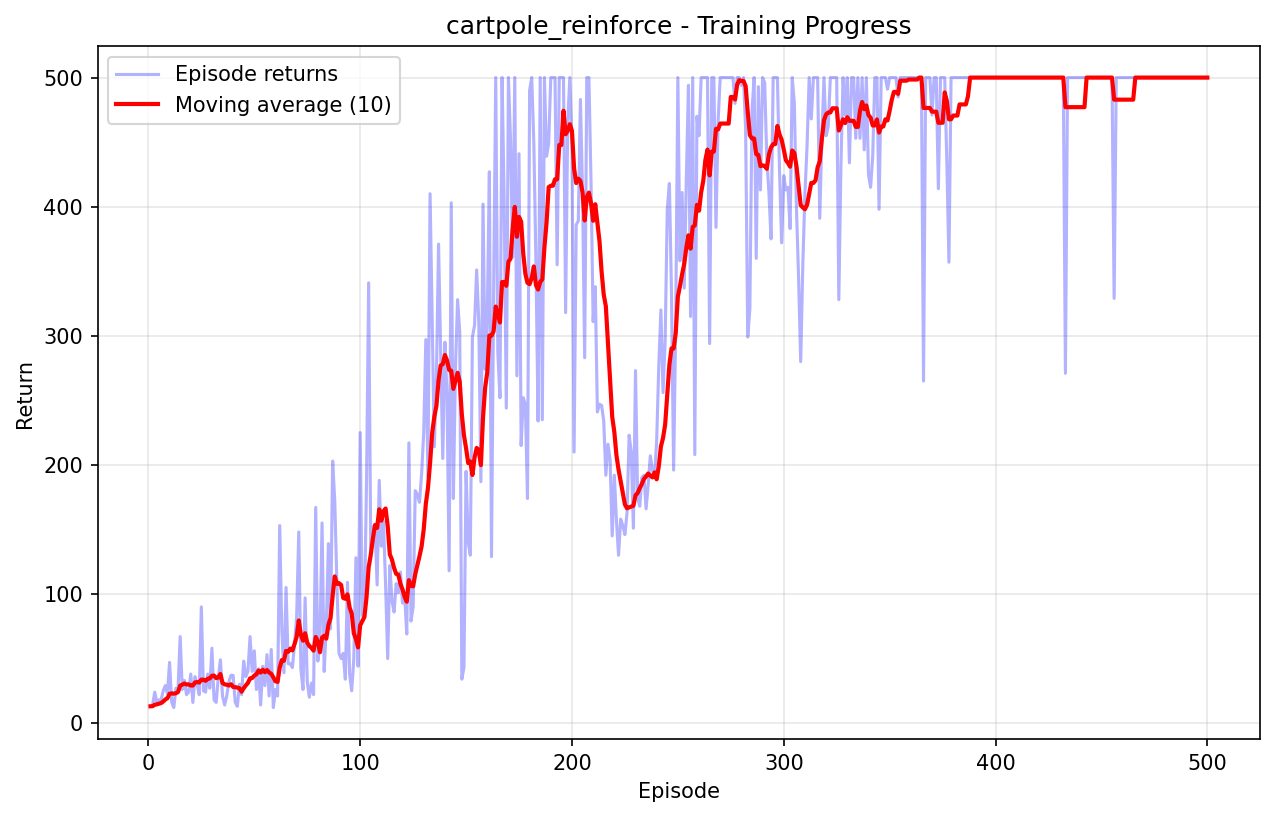 cartpole_reinforce - Training Progress
Episode returns
Moving average (10)
500
400
300
200
100
0
Return
0 100 200 300 400 500
Episode